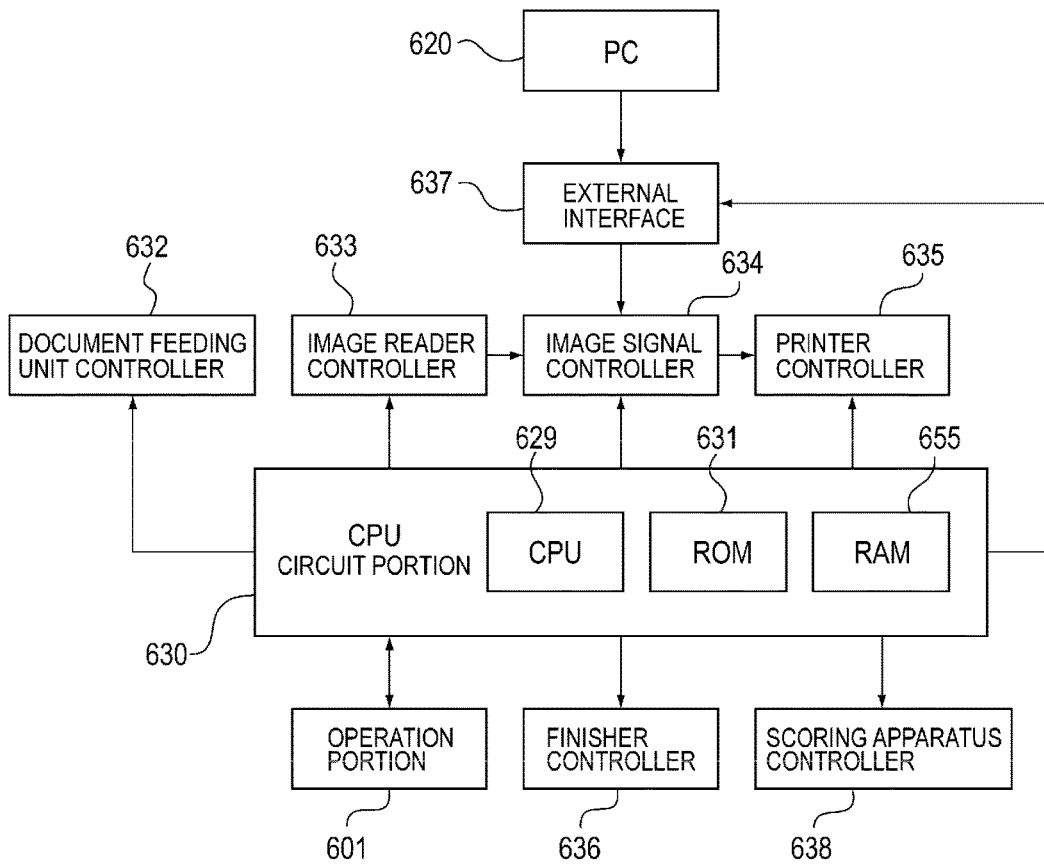 620
PC
637
EXTERNAL
INTERFACE
632
633
634
635
DOCUMENT FEEDING
UNIT CONTROLLER
IMAGE READER
CONTROLLER
IMAGE SIGNAL
CONTROLLER
PRINTER
CONTROLLER
629
631
655
CPU
CIRCUIT PORTION
CPU
ROM
RAM
630
OPERATION
PORTION
FINISHER
CONTROLLER
SCORING APPARATUS
CONTROLLER
601
636
638